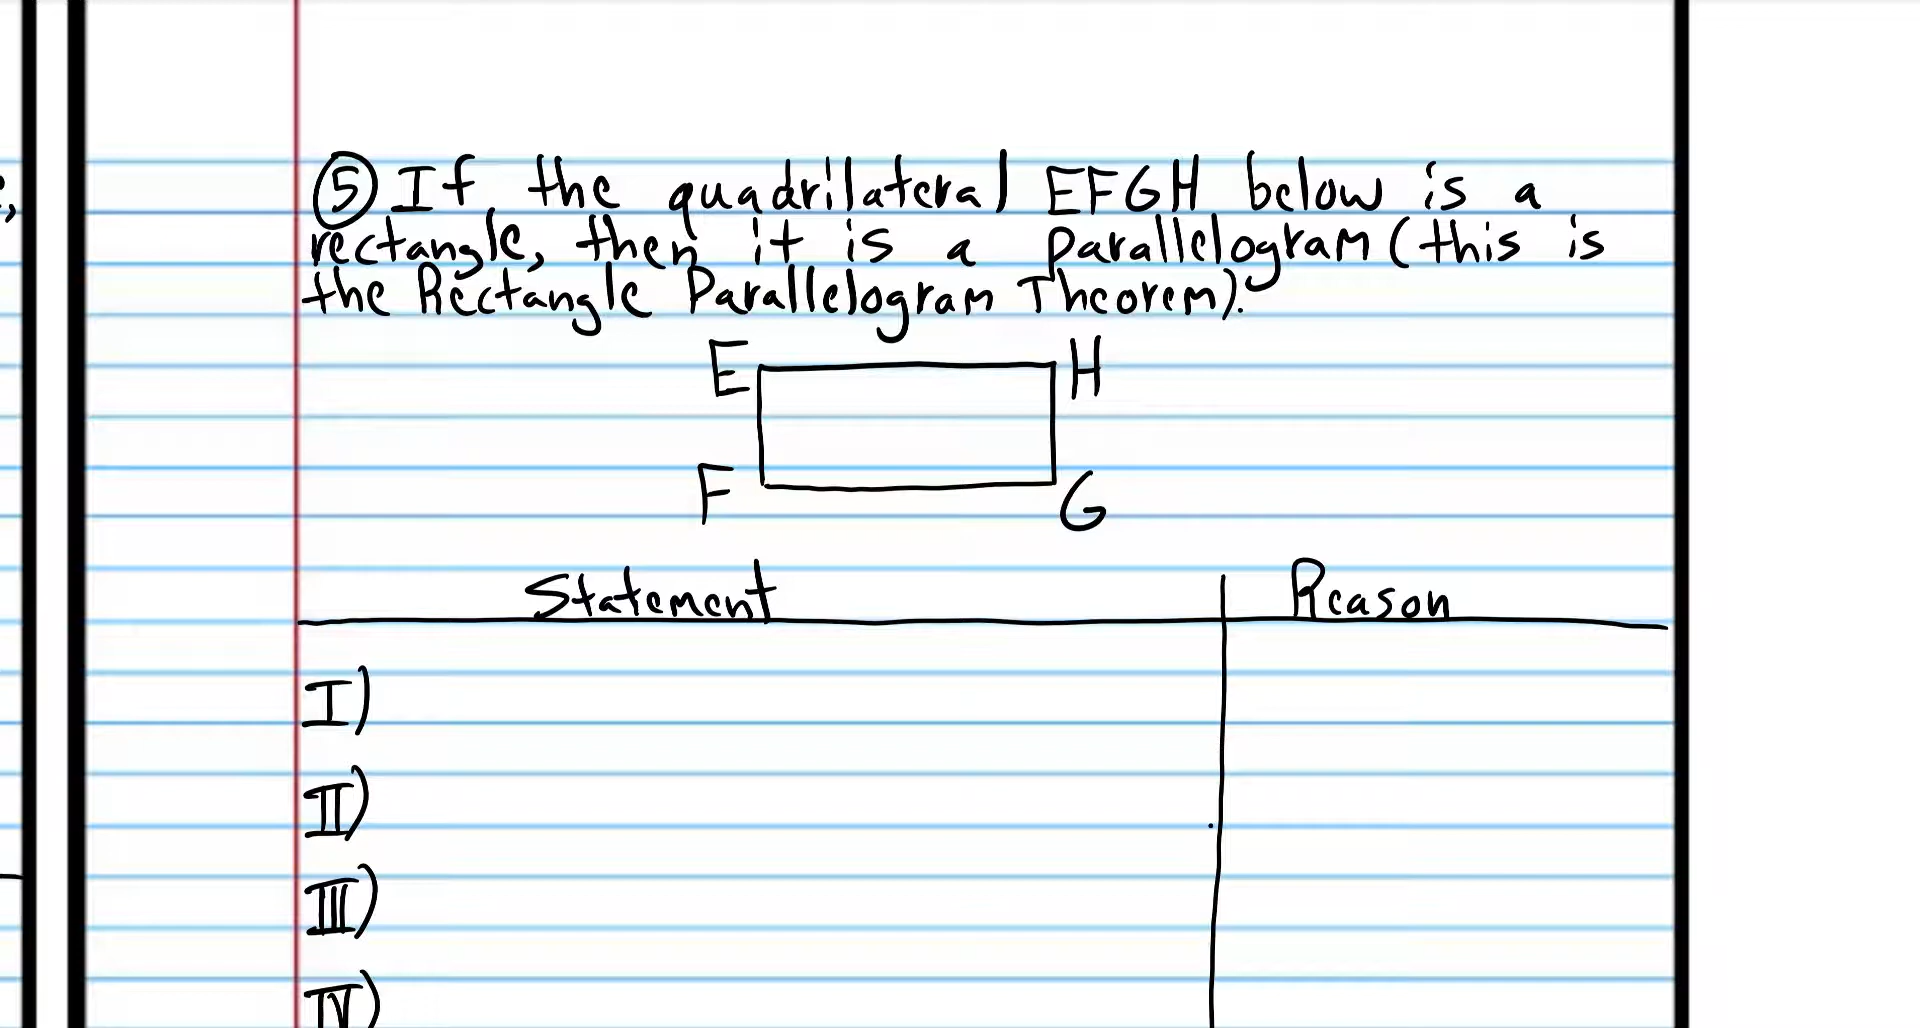 ⑤ If the quadrilateral EFGH below is a
rectangle, then it is a parallelogram (this is
the Rectangle Parallelogram Theorem).
E H
F G
Statement Reason
I)
II)
III)
IV)